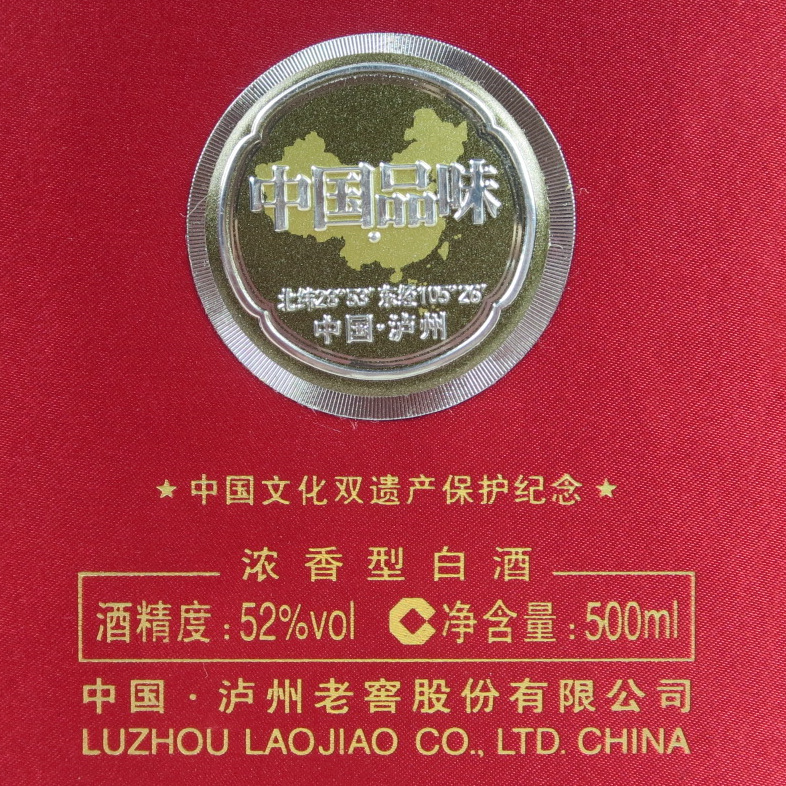 中国品味
北纬28°53′ 东经105°26′
中国·泸州
★中国文化双遗产保护纪念★
浓香型白酒
酒精度:52%vol 净含量:500ml
中国·泸州老窖股份有限公司
LUZHOU LAOJIAO CO., LTD. CHINA